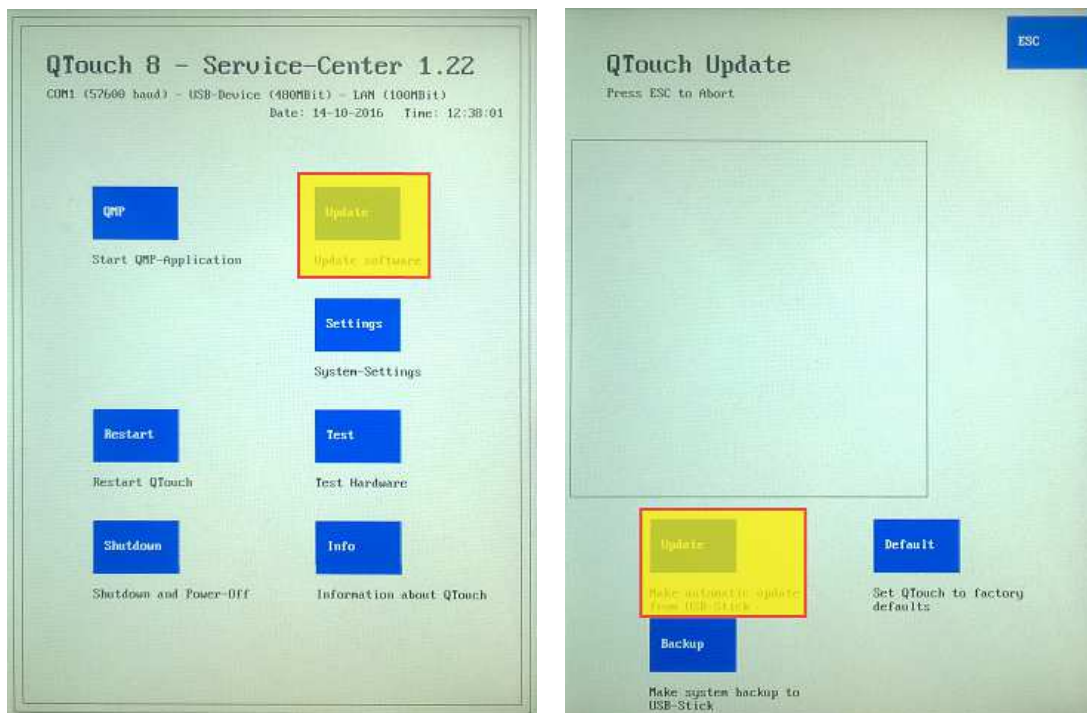 QTouch 8 - Service-Center 1.22
COM1 (57600 baud) - USB-Device (480MBit) - LAN (100MBit)
Date: 14-10-2016 Time: 12:38:01
QMP
Start QMP-Application
Update
Update software
Settings
System-Settings
Restart
Restart QTouch
Test
Test Hardware
Shutdown
Shutdown and Power-Off
Info
Information about QTouch
ESC
QTouch Update
Press ESC to Abort
Update
Make automatic update
from USB-Stick
Default
Set QTouch to factory
defaults
Backup
Make system backup to
USB-Stick